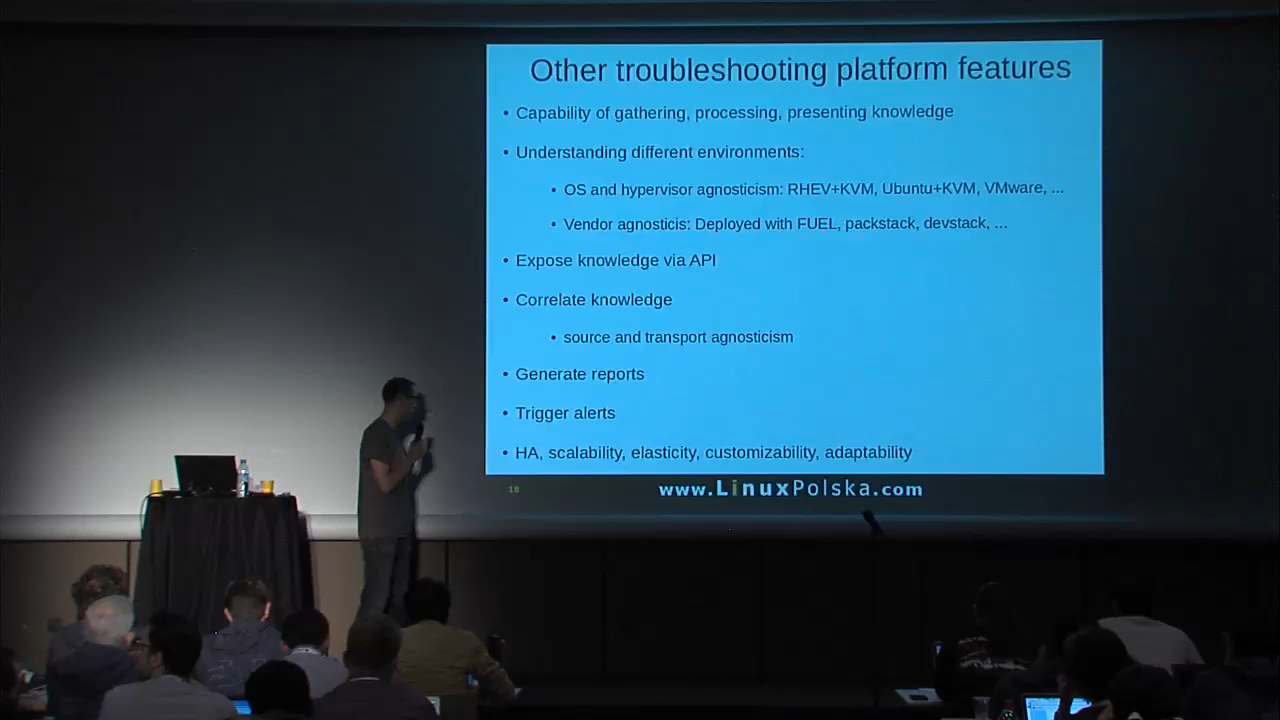 Other troubleshooting platform features
• Capability of gathering, processing, presenting knowledge
• Understanding different environments:
• OS and hypervisor agnosticism: RHEV+KVM, Ubuntu+KVM, VMware, ...
• Vendor agnosticis: Deployed with FUEL, packstack, devstack, ...
• Expose knowledge via API
• Correlate knowledge
• source and transport agnosticism
• Generate reports
• Trigger alerts
• HA, scalability, elasticity, customizability, adaptability
16 www.LinuxPolska.com